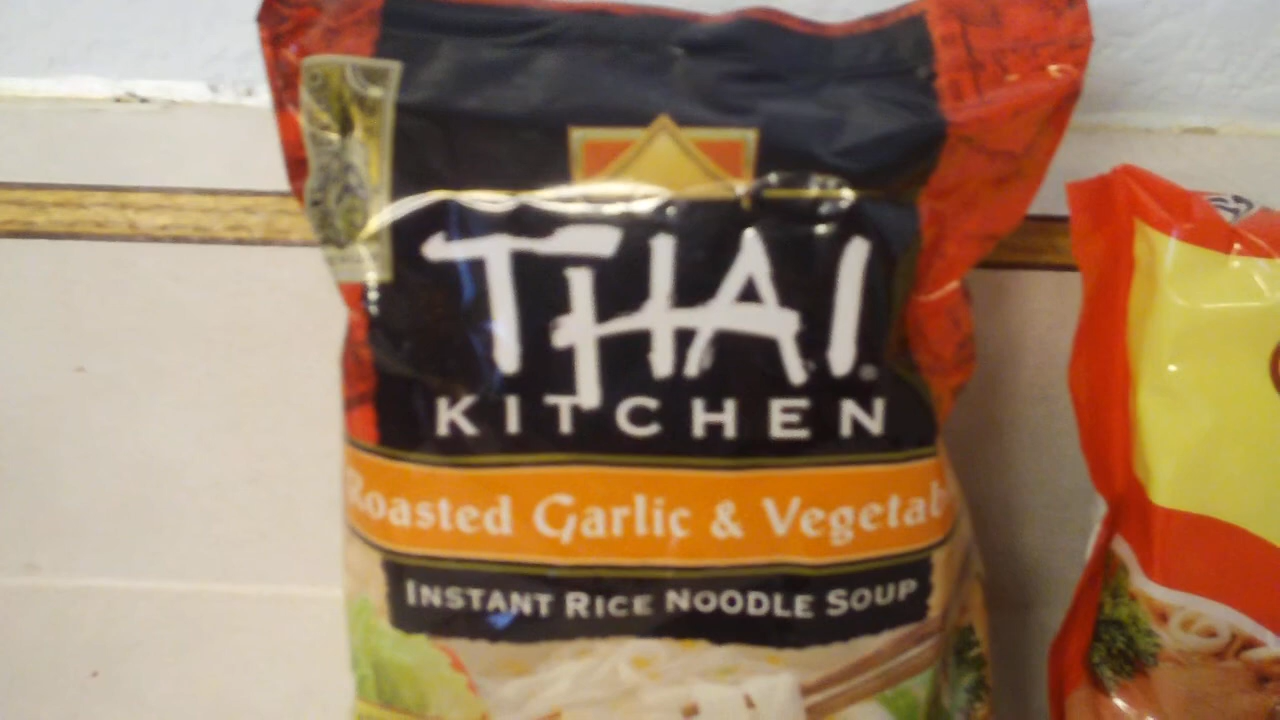 THAI
KITCHEN
Roasted Garlic & Vegetab
INSTANT RICE NOODLE SOUP